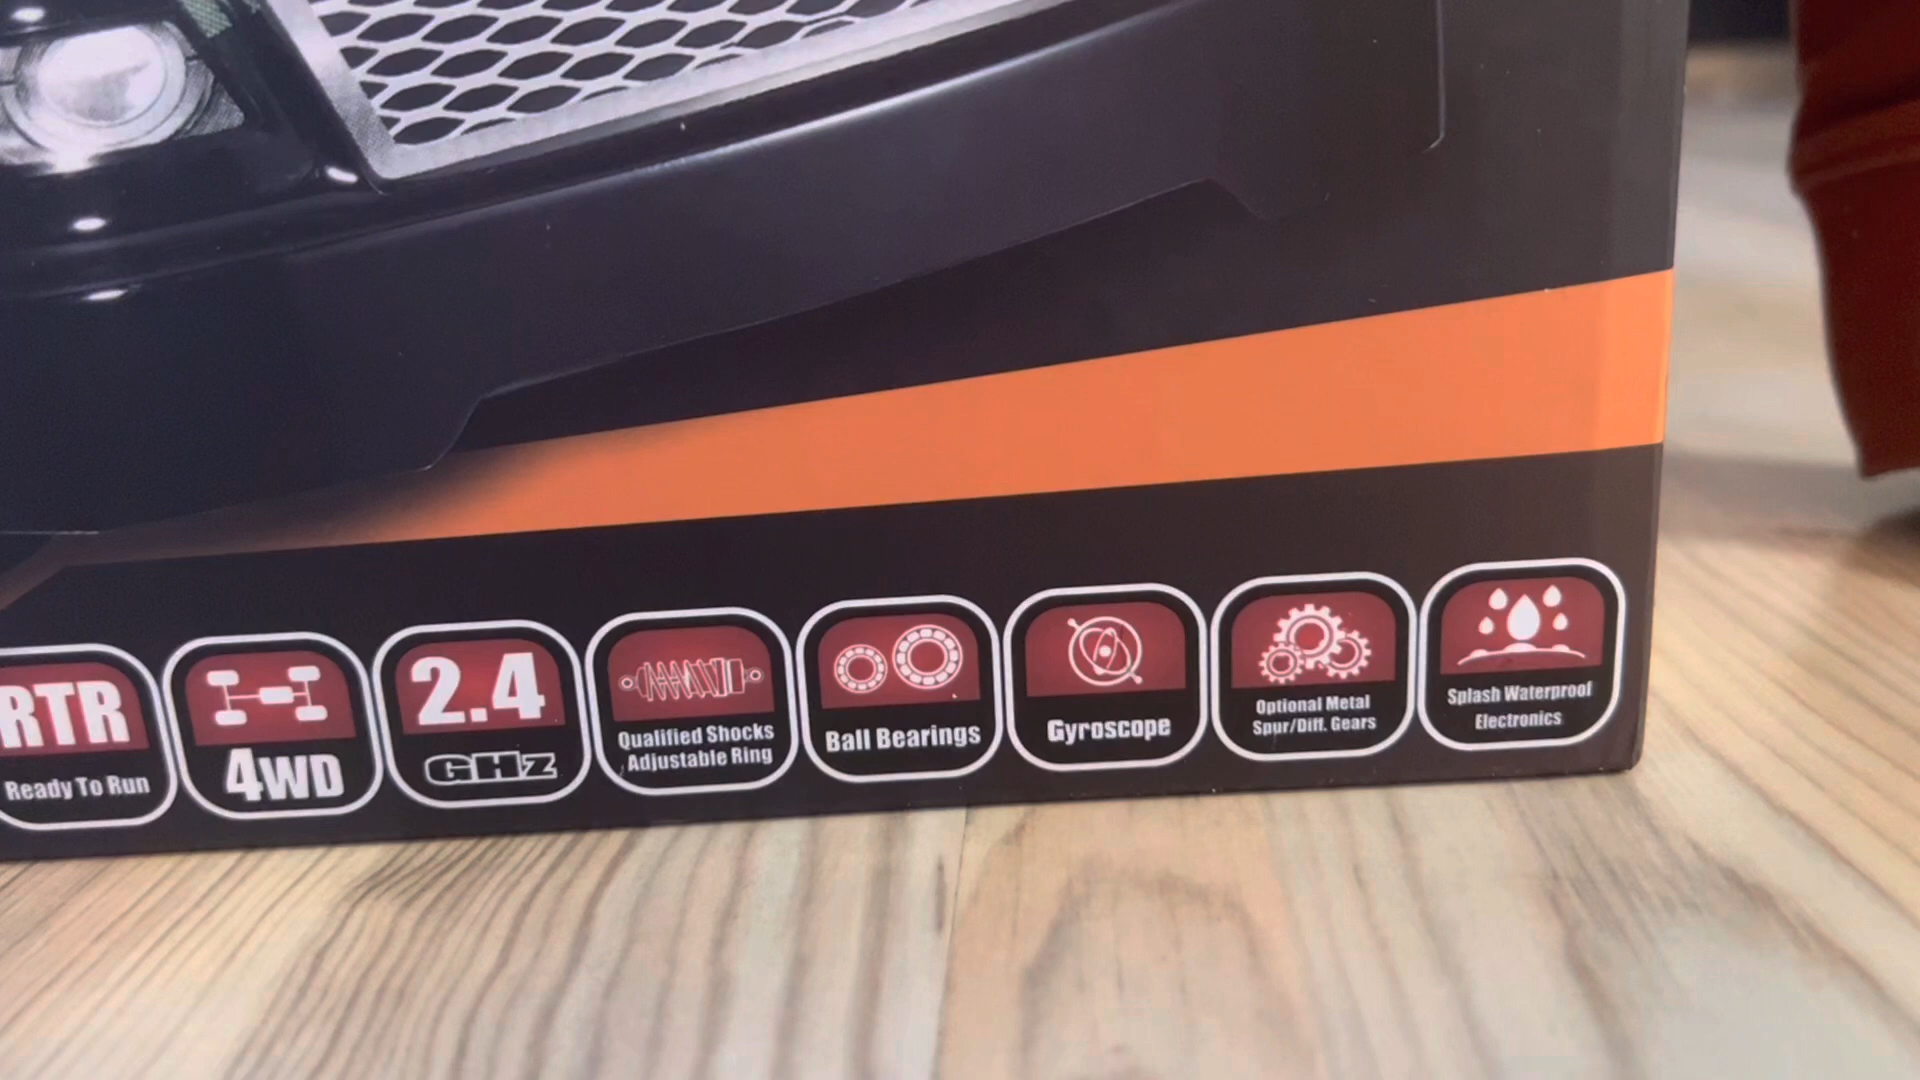 RTR
Ready To Run
4WD
2.4
GHz
Qualified Shocks
Adjustable Ring
Ball Bearings
Gyroscope
Optional Metal
Spur/Diff. Gears
Splash Waterproof
Electronics